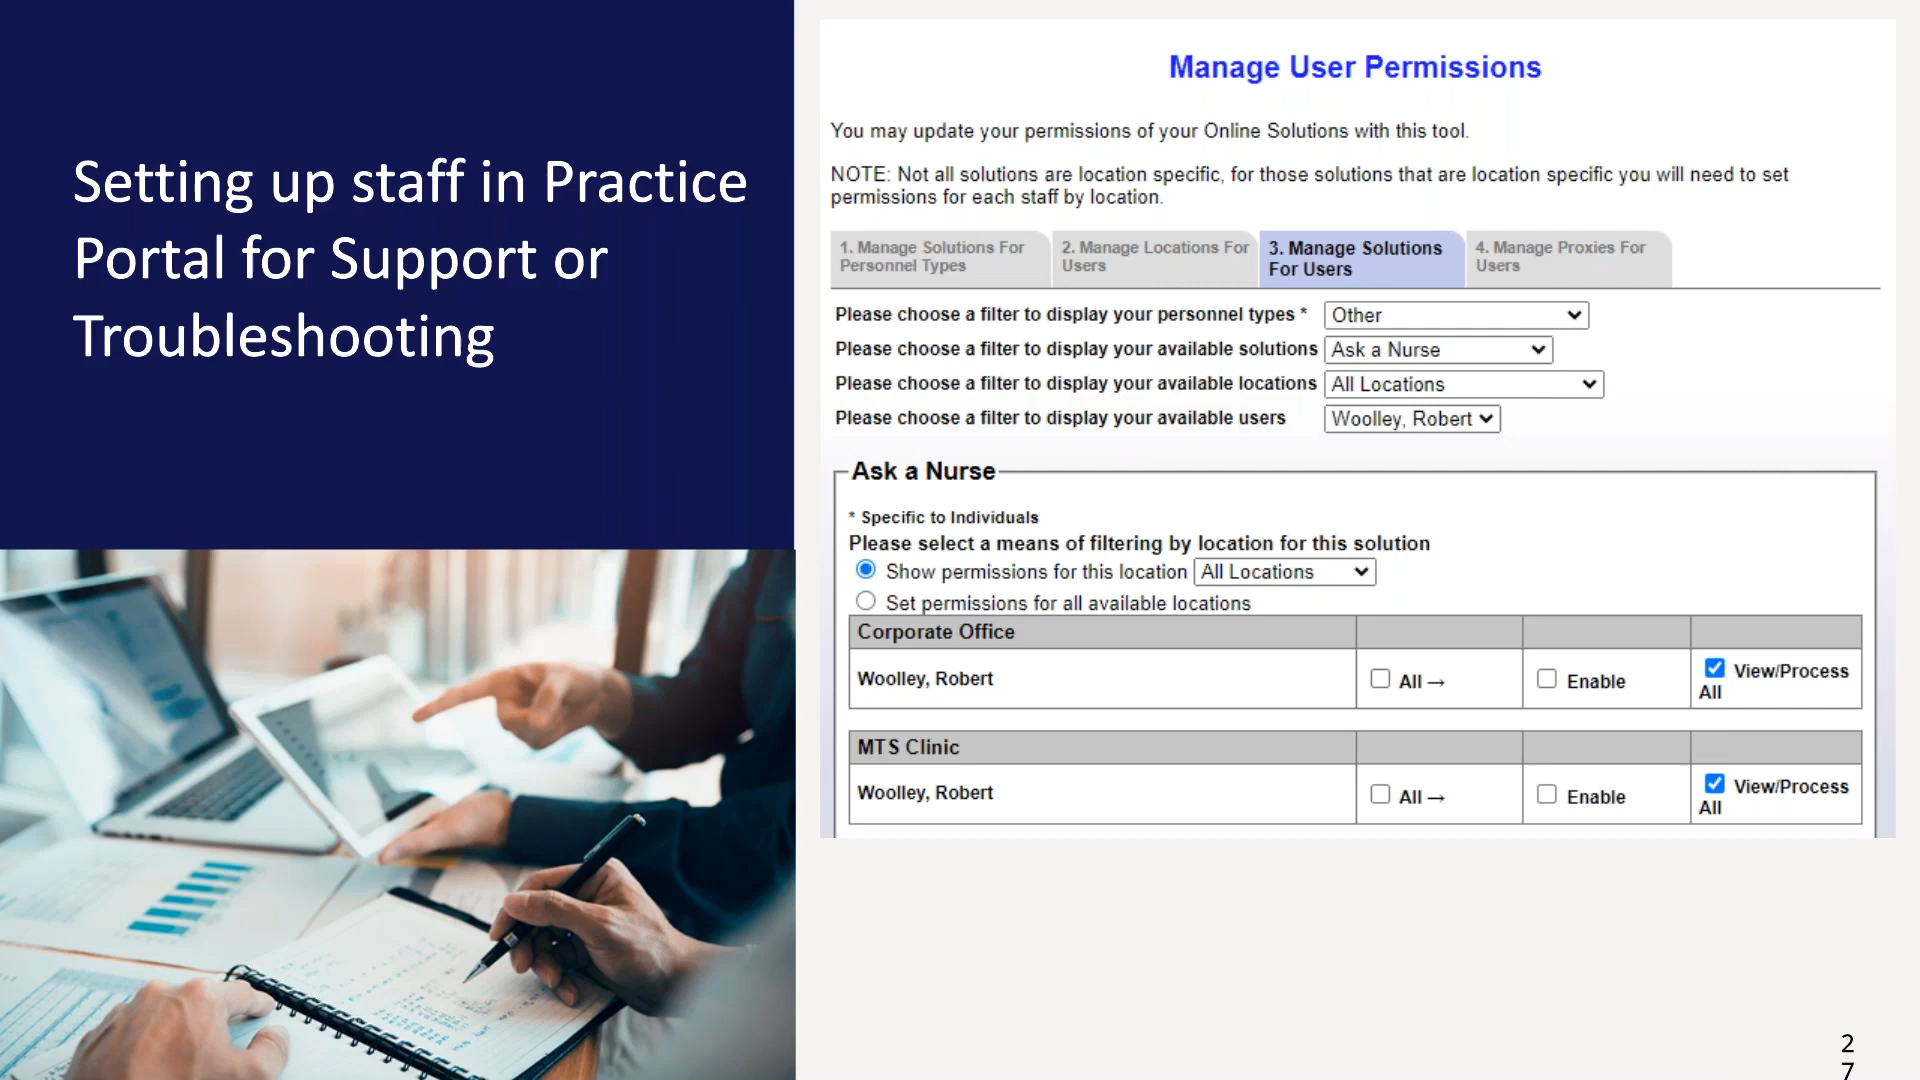 Setting up staff in Practice
Portal for Support or
Troubleshooting
Manage User Permissions
You may update your permissions of your Online Solutions with this tool.
NOTE: Not all solutions are location specific, for those solutions that are location specific you will need to set
permissions for each staff by location.
1. Manage Solutions For
Personnel Types
2. Manage Locations For
Users
3. Manage Solutions
For Users
4. Manage Proxies For
Users
Please choose a filter to display your personnel types * Other
Please choose a filter to display your available solutions Ask a Nurse
Please choose a filter to display your available locations All Locations
Please choose a filter to display your available users Woolley, Robert
Ask a Nurse
* Specific to Individuals
Please select a means of filtering by location for this solution
Show permissions for this location All Locations
Set permissions for all available locations
Corporate Office
Woolley, Robert All → Enable View/Process
All
MTS Clinic
Woolley, Robert All → Enable View/Process
All
2
7